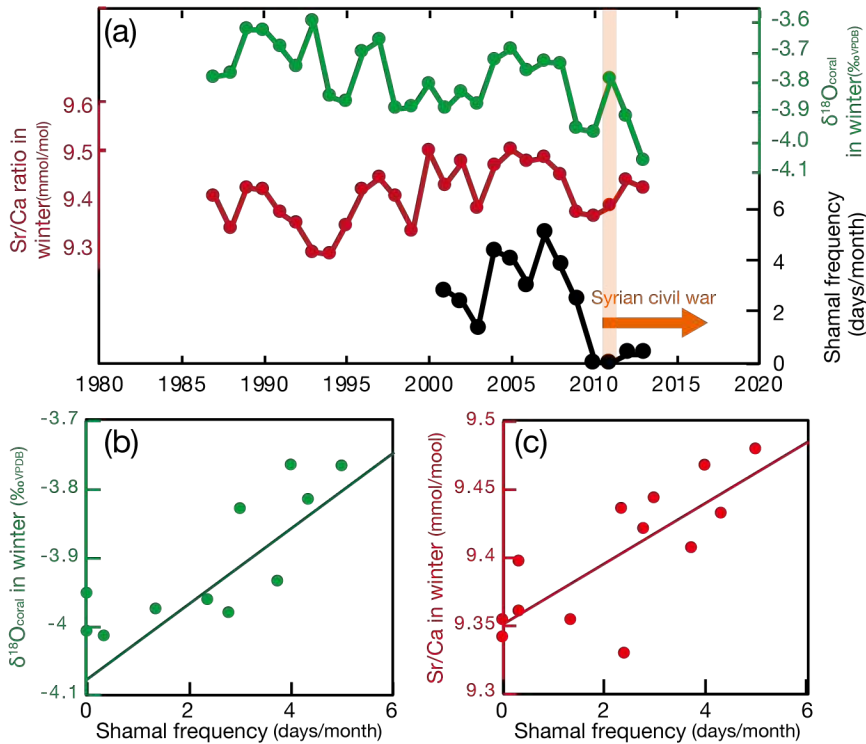 (a)
Sr/Ca ratio in
winter(mmol/mol)
9.6
9.5
9.4
9.3
-3.6
-3.7
-3.8
-3.9
-4.0
-4.1
δ18Ocoral
in winter(‰VPDB)
6
4
2
0
Shamal frequency
(days/month)
Syrian civil war
1980 1985 1990 1995 2000 2005 2010 2015 2020
(b)
δ18Ocoral in winter (‰VPDB)
-3.7
-3.8
-3.9
-4
-4.1
0 2 4 6
Shamal frequency (days/month)
(c)
Sr/Ca in winter (mmol/mool)
9.5
9.4
9.35
9.3
0 2 4 6
Shamal frequency (days/month)